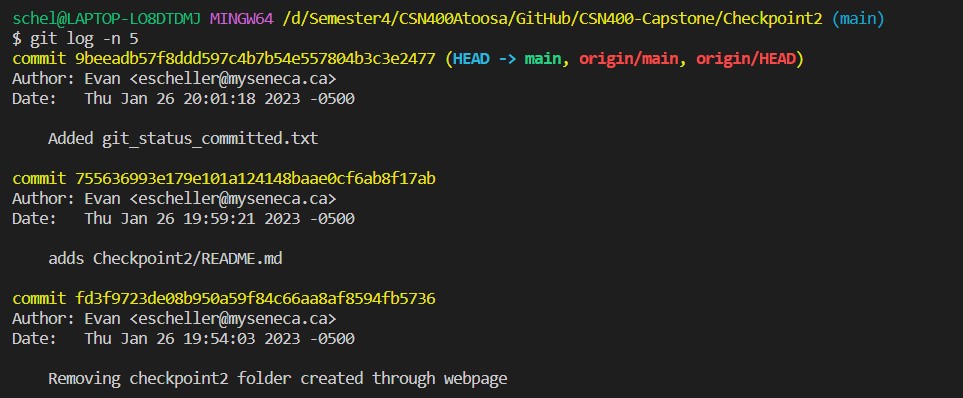 schel@LAPTOP-LO8DTDMJ MINGW64 /d/Semester4/CSN400Atoosa/GitHub/CSN400-Capstone/Checkpoint2 (main)
$ git log -n 5
commit 9beeadb57f8ddd597c4b7b54e557804b3c3e2477 (HEAD -> main, origin/main, origin/HEAD)
Author: Evan <escheller@myseneca.ca>
Date:   Thu Jan 26 20:01:18 2023 -0500
    Added git_status_committed.txt
commit 755636993e179e101a124148baae0cf6ab8f17ab
Author: Evan <escheller@myseneca.ca>
Date:   Thu Jan 26 19:59:21 2023 -0500
    adds Checkpoint2/README.md
commit fd3f9723de08b950a59f84c66aa8af8594fb5736
Author: Evan <escheller@myseneca.ca>
Date:   Thu Jan 26 19:54:03 2023 -0500
    Removing checkpoint2 folder created through webpage